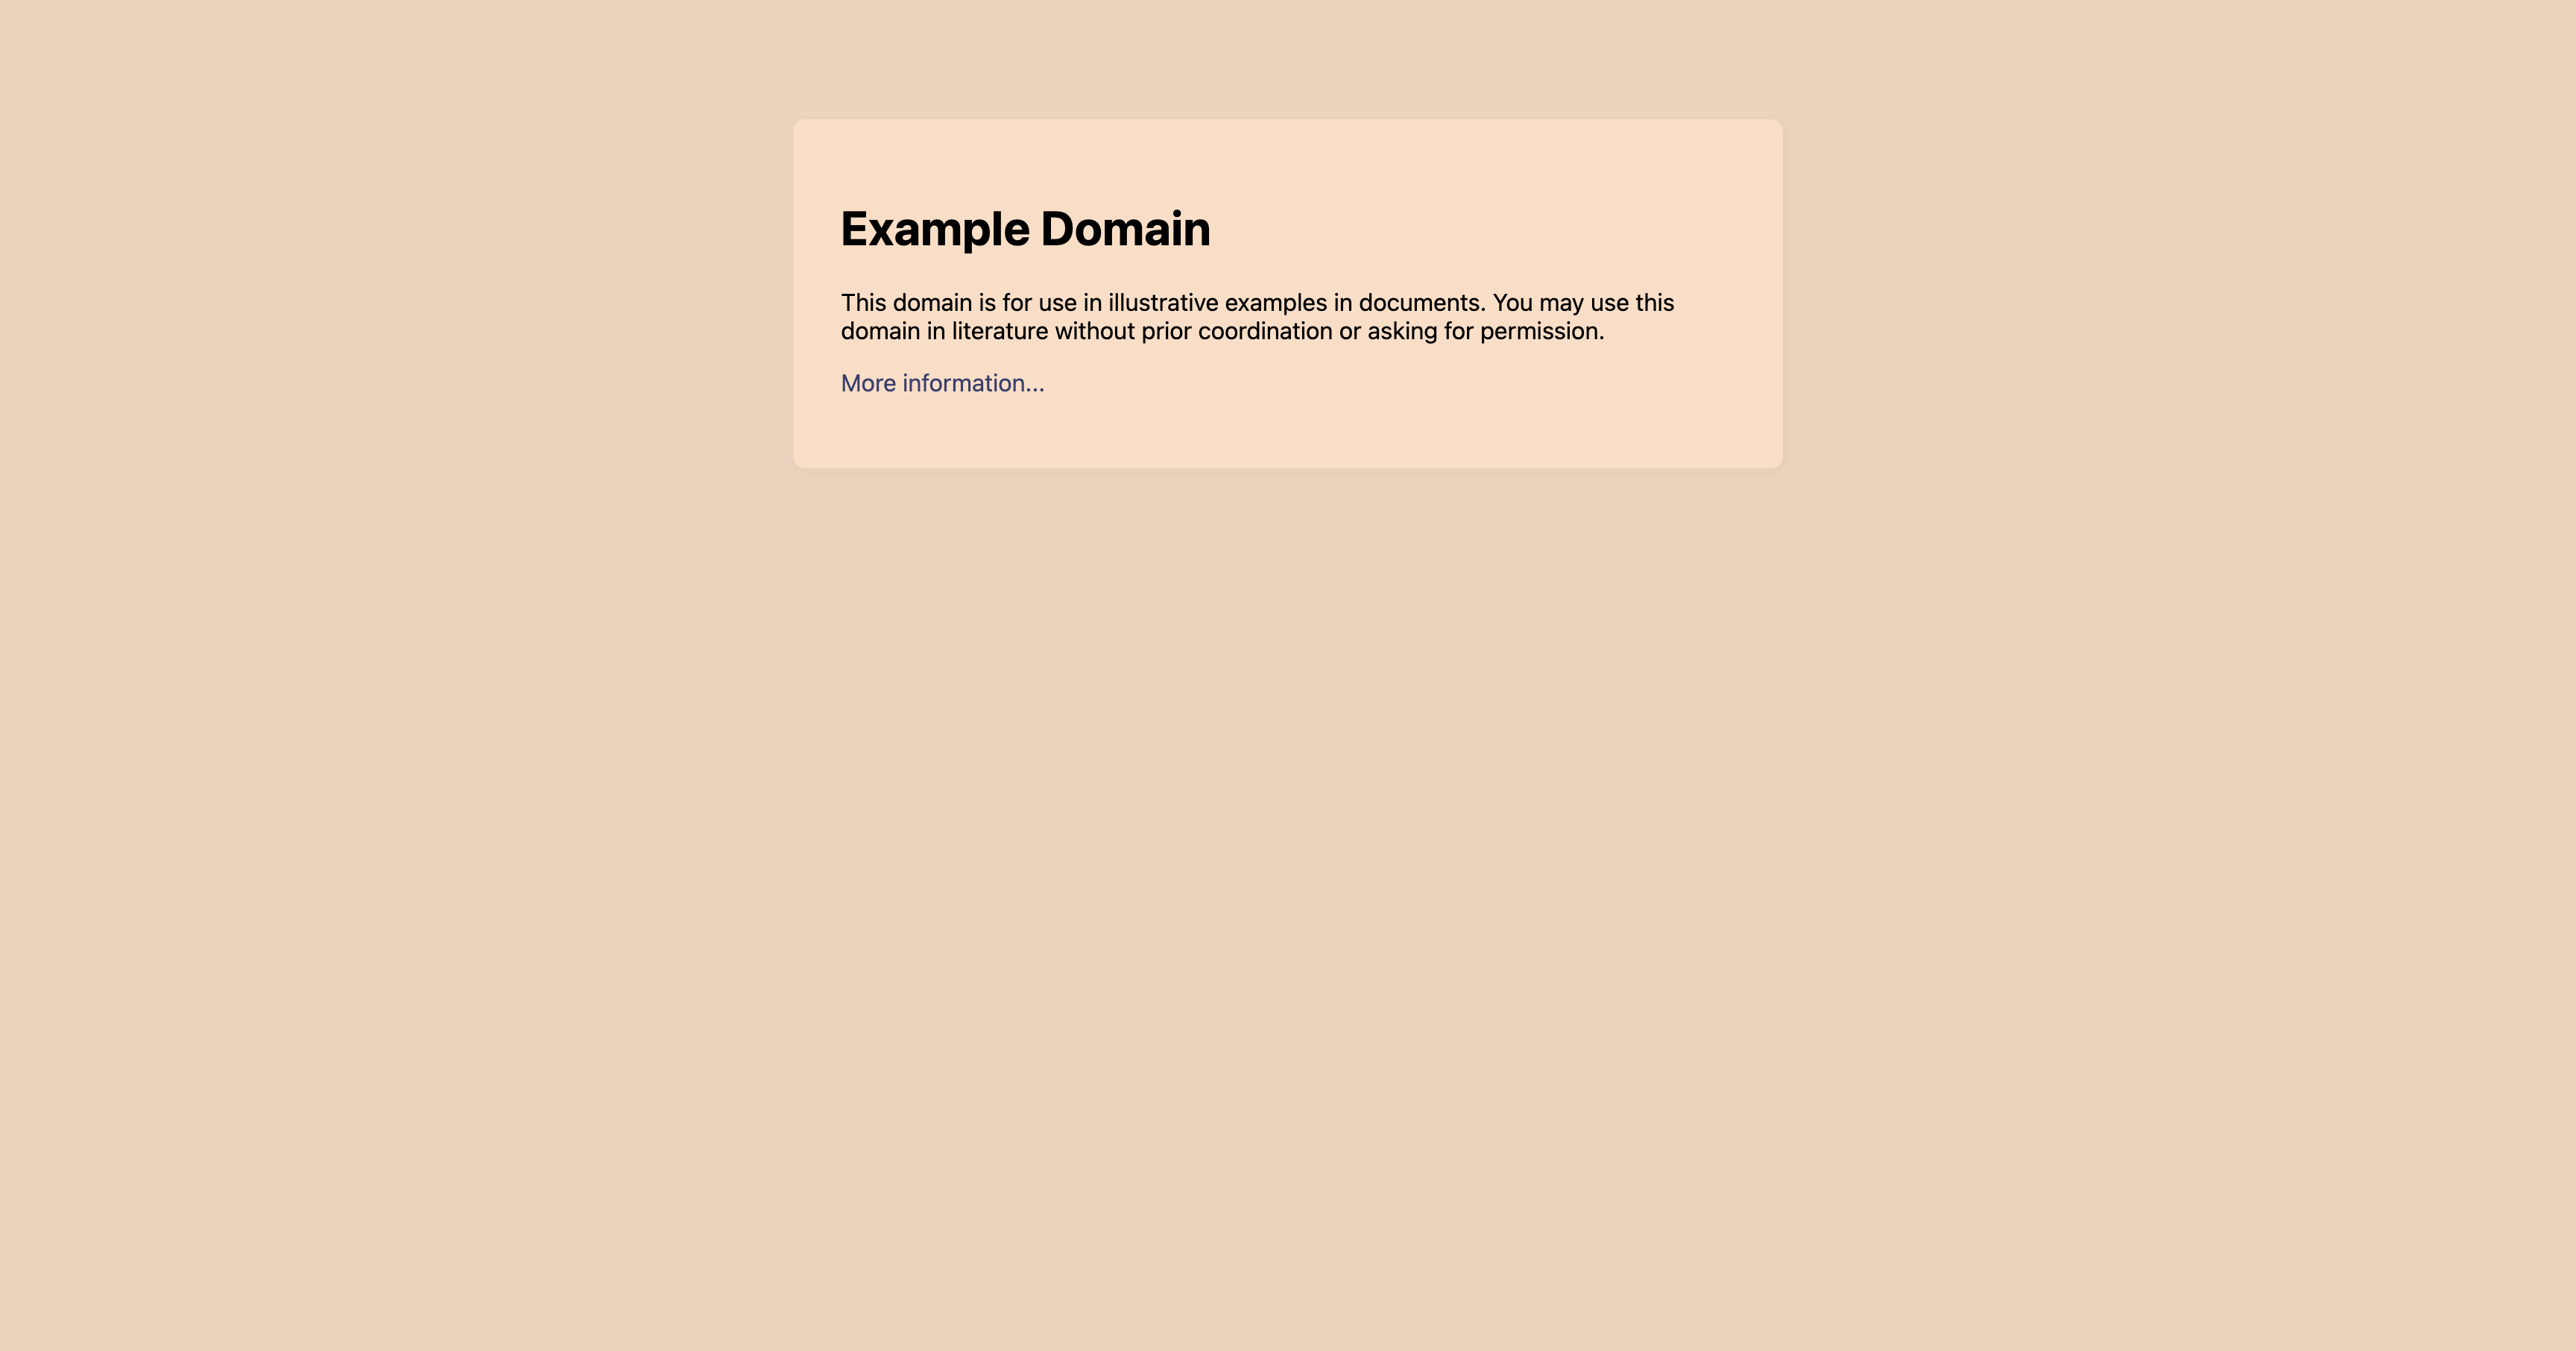 Example Domain
This domain is for use in illustrative examples in documents. You may use this
domain in literature without prior coordination or asking for permission.
More information...